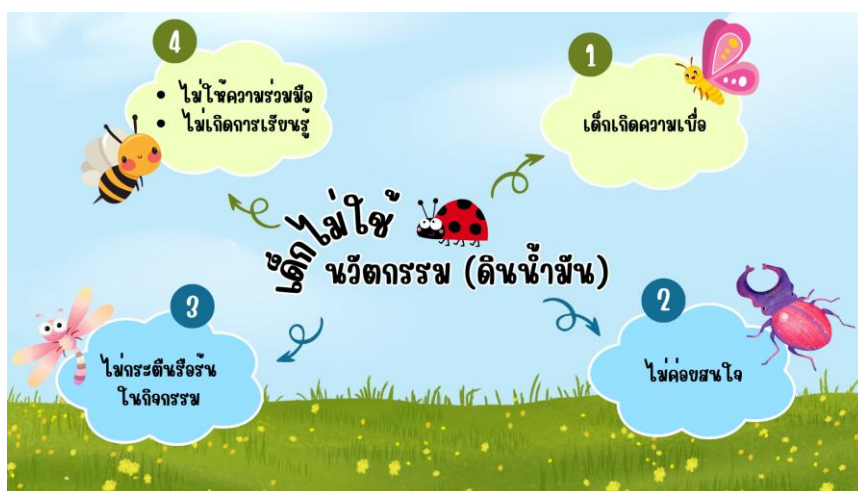 เด็กไม่ใช้
นวัตกรรม (ดินน้ำมัน)
1
เด็กเกิดความเบื่อ
2
ไม่ค่อยสนใจ
3
ไม่กระตือรือร้น
ในกิจกรรม
4
• ไม่ให้ความร่วมมือ
• ไม่เกิดการเรียนรู้